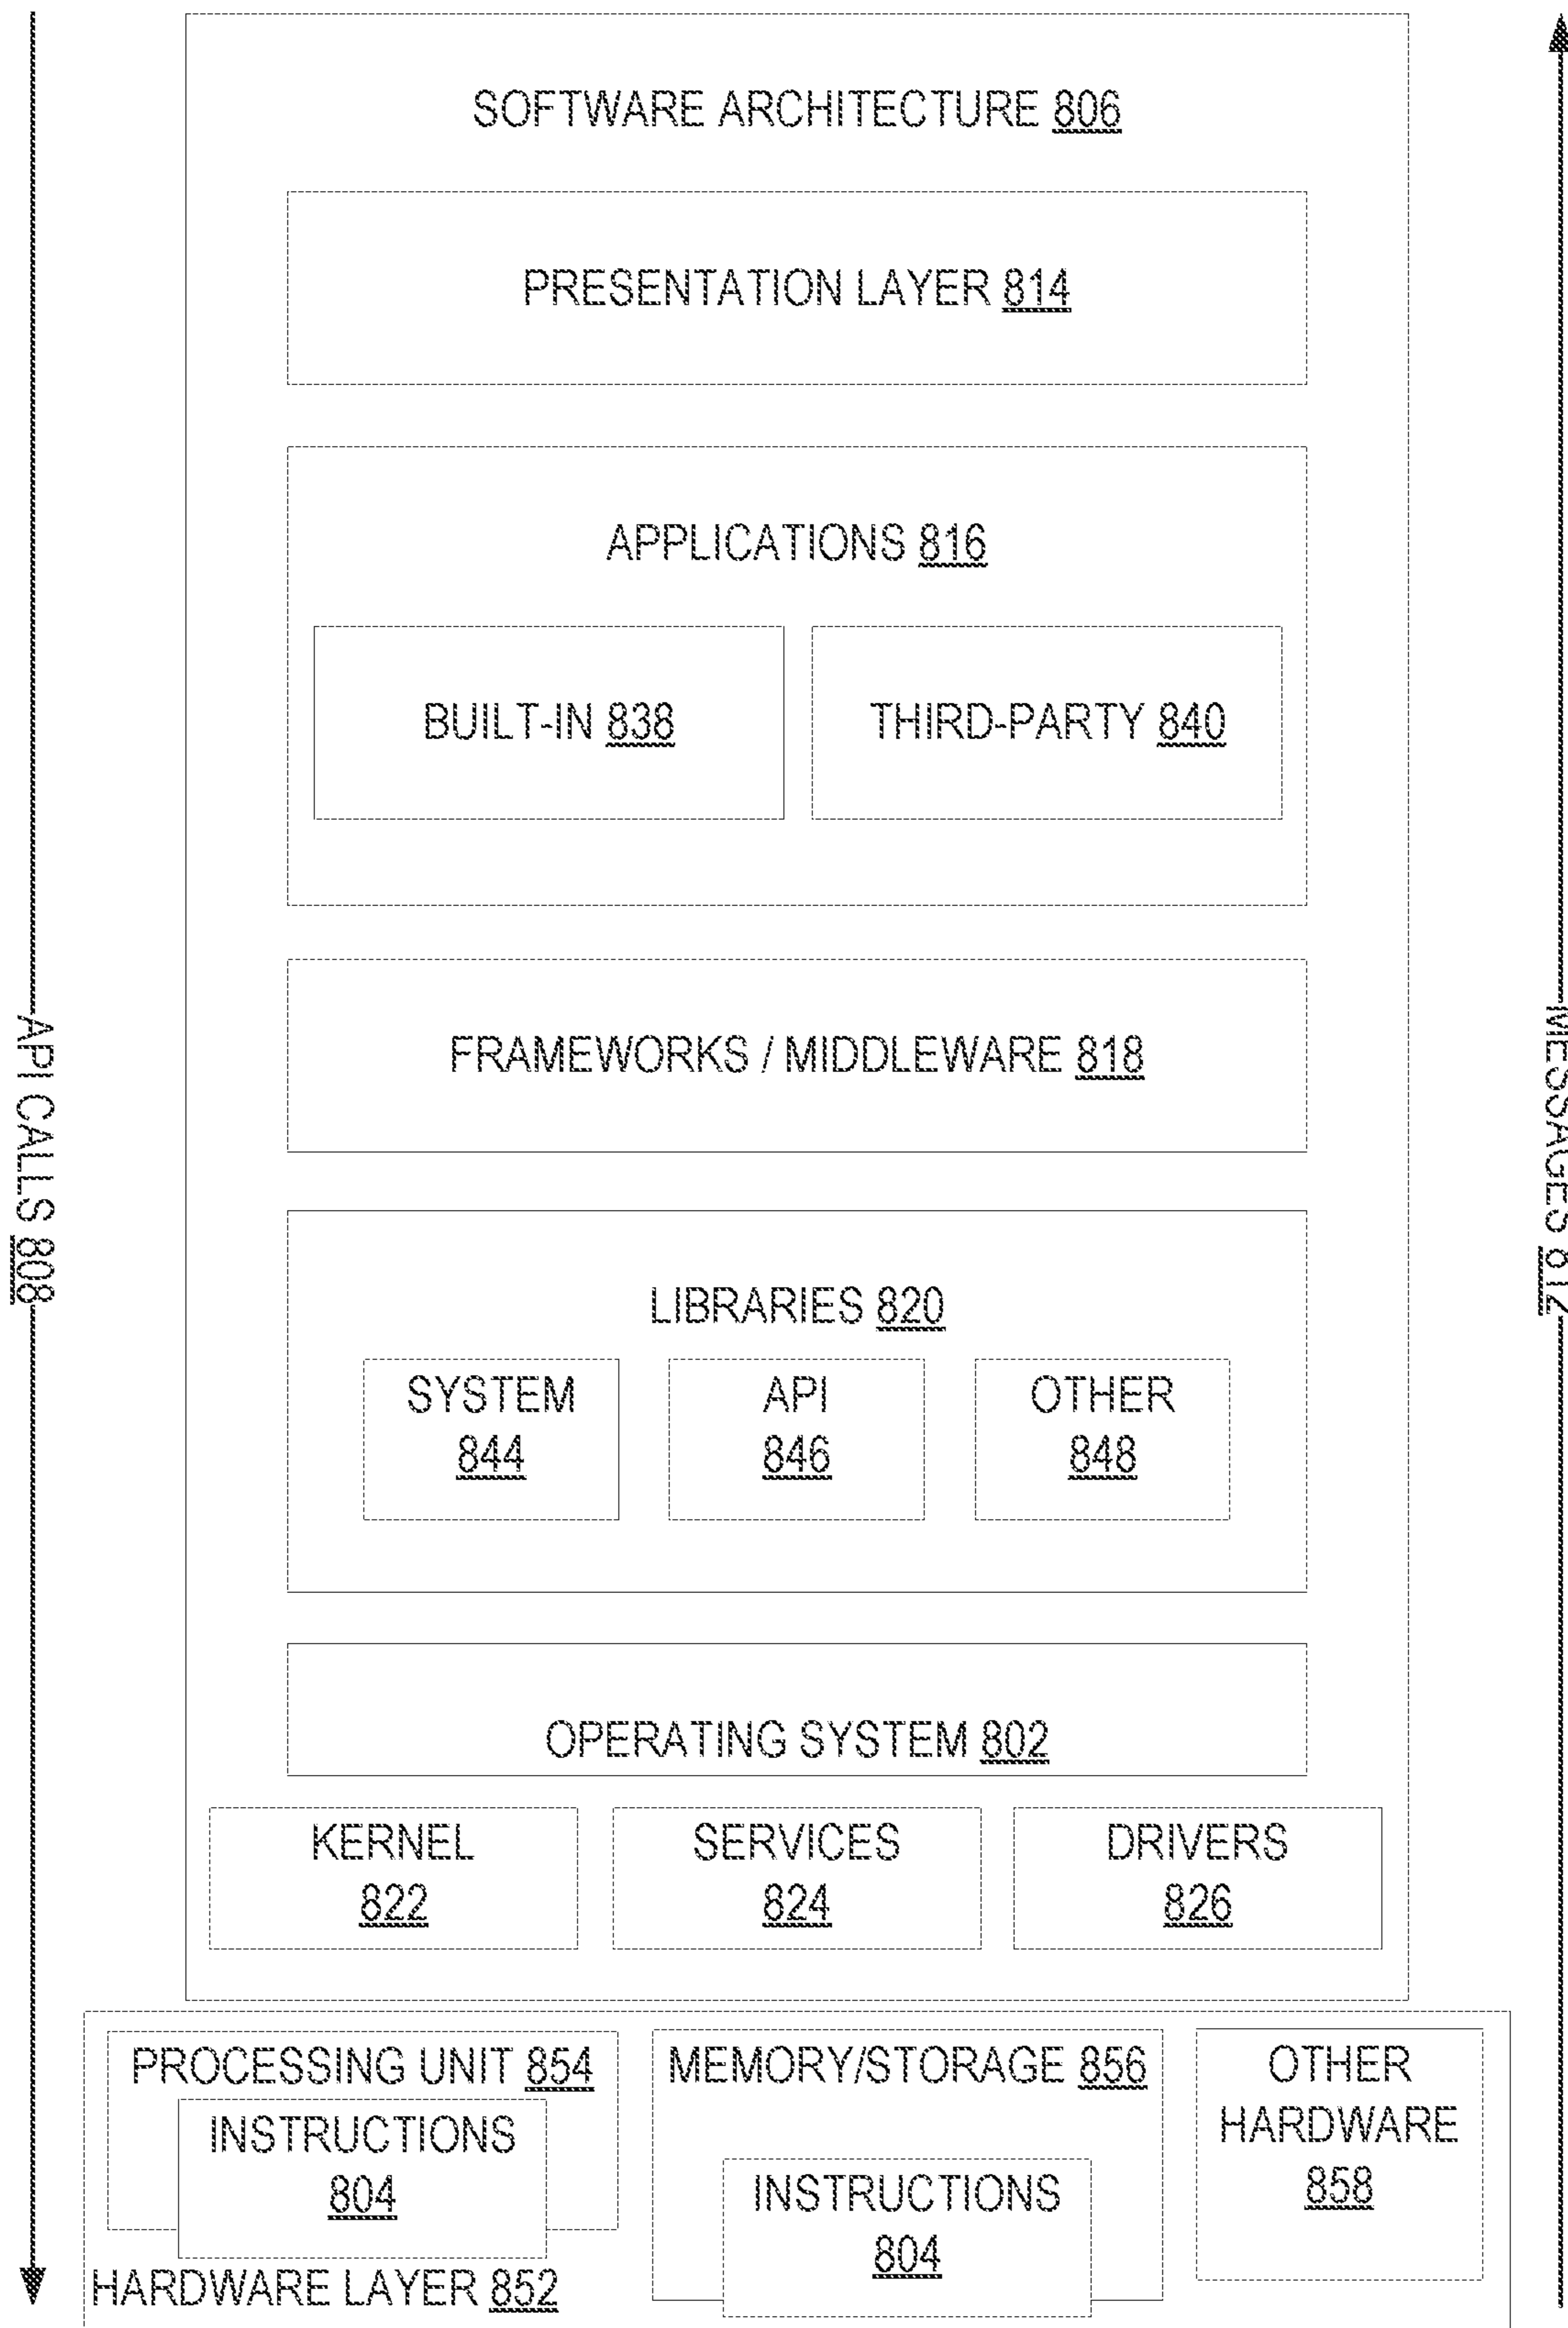 SOFTWARE ARCHITECTURE 806
PRESENTATION LAYER 814
APPLICATIONS 816
BUILT-IN 838
THIRD-PARTY 840
FRAMEWORKS / MIDDLEWARE 818
API CALLS 808
MESSAGES 812
LIBRARIES 820
SYSTEM
844
API
846
OTHER
848
OPERATING SYSTEM 802
KERNEL
822
SERVICES
824
DRIVERS
826
PROCESSING UNIT 854
INSTRUCTIONS
804
MEMORY/STORAGE 856
INSTRUCTIONS
804
OTHER
HARDWARE
858
HARDWARE LAYER 852